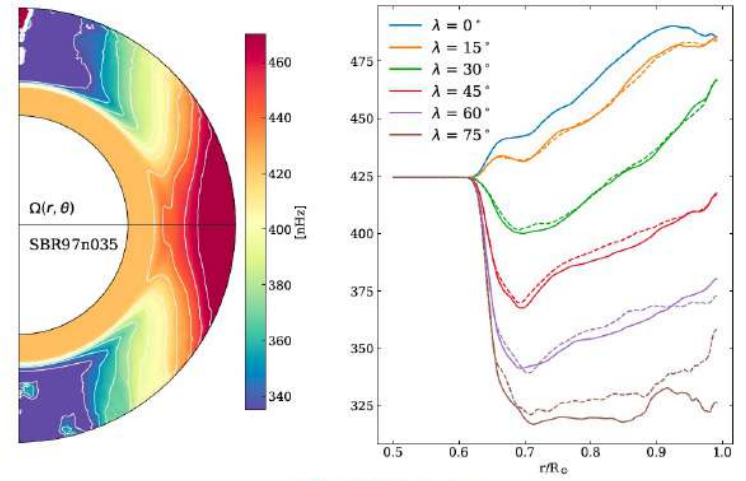 Ω(r, θ)
SBR97n035
460
440
420
400
380
360
340
[nHz]
λ = 0°
λ = 15°
λ = 30°
λ = 45°
λ = 60°
λ = 75°
475
450
425
400
375
350
325
0.5 0.6 0.7 0.8 0.9 1.0
r/R⊙